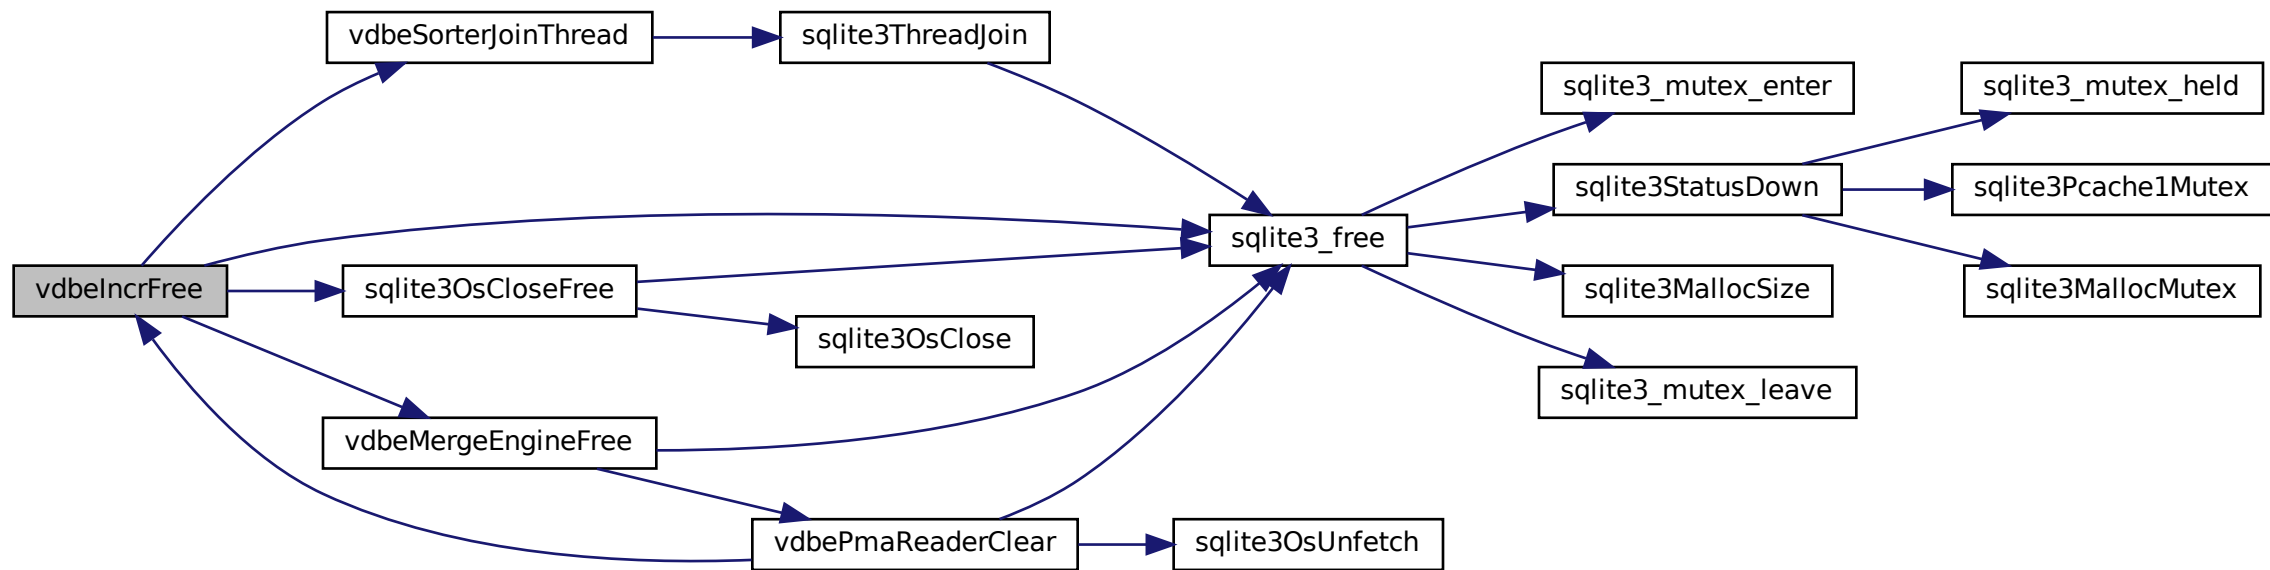 vdbeSorterJoinThread
sqlite3ThreadJoin
sqlite3_mutex_enter
sqlite3_mutex_held
sqlite3StatusDown
sqlite3Pcache1Mutex
sqlite3_free
vdbeIncrFree
sqlite3OsCloseFree
sqlite3MallocSize
sqlite3MallocMutex
sqlite3OsClose
sqlite3_mutex_leave
vdbeMergeEngineFree
vdbePmaReaderClear
sqlite3OsUnfetch